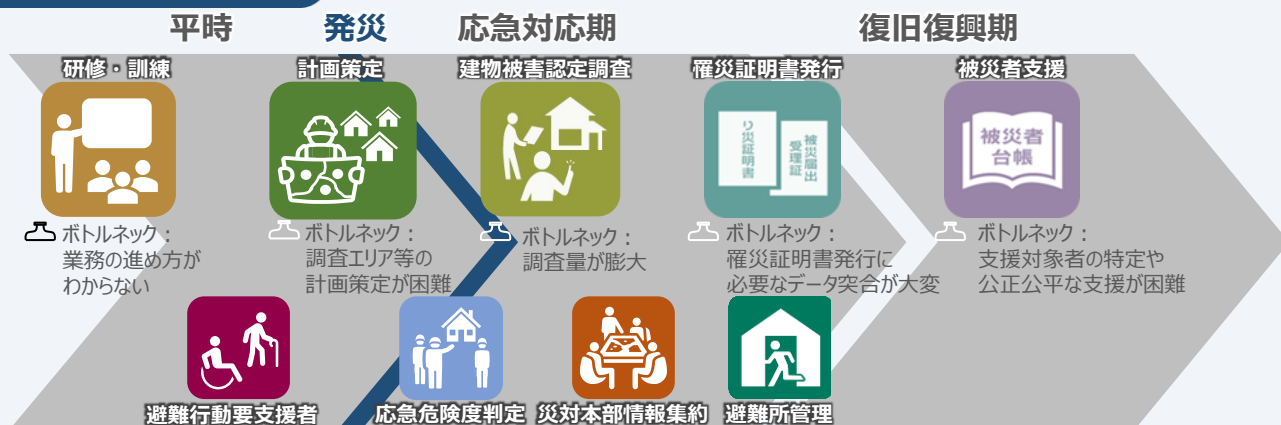 平時
発災
応急対応期
復旧復興期
研修・訓練
計画策定
建物被害認定調査
罹災証明書発行
被災者支援
り災証明書
被災届出
受理証
被災者
台帳
ボトルネック：
業務の進め方が
わからない
ボトルネック：
調査エリア等の
計画策定が困難
ボトルネック：
調査量が膨大
ボトルネック：
罹災証明書発行に
必要なデータ突合が大変
ボトルネック：
支援対象者の特定や
公正公平な支援が困難
避難行動要支援者
応急危険度判定
災対本部情報集約
避難所管理